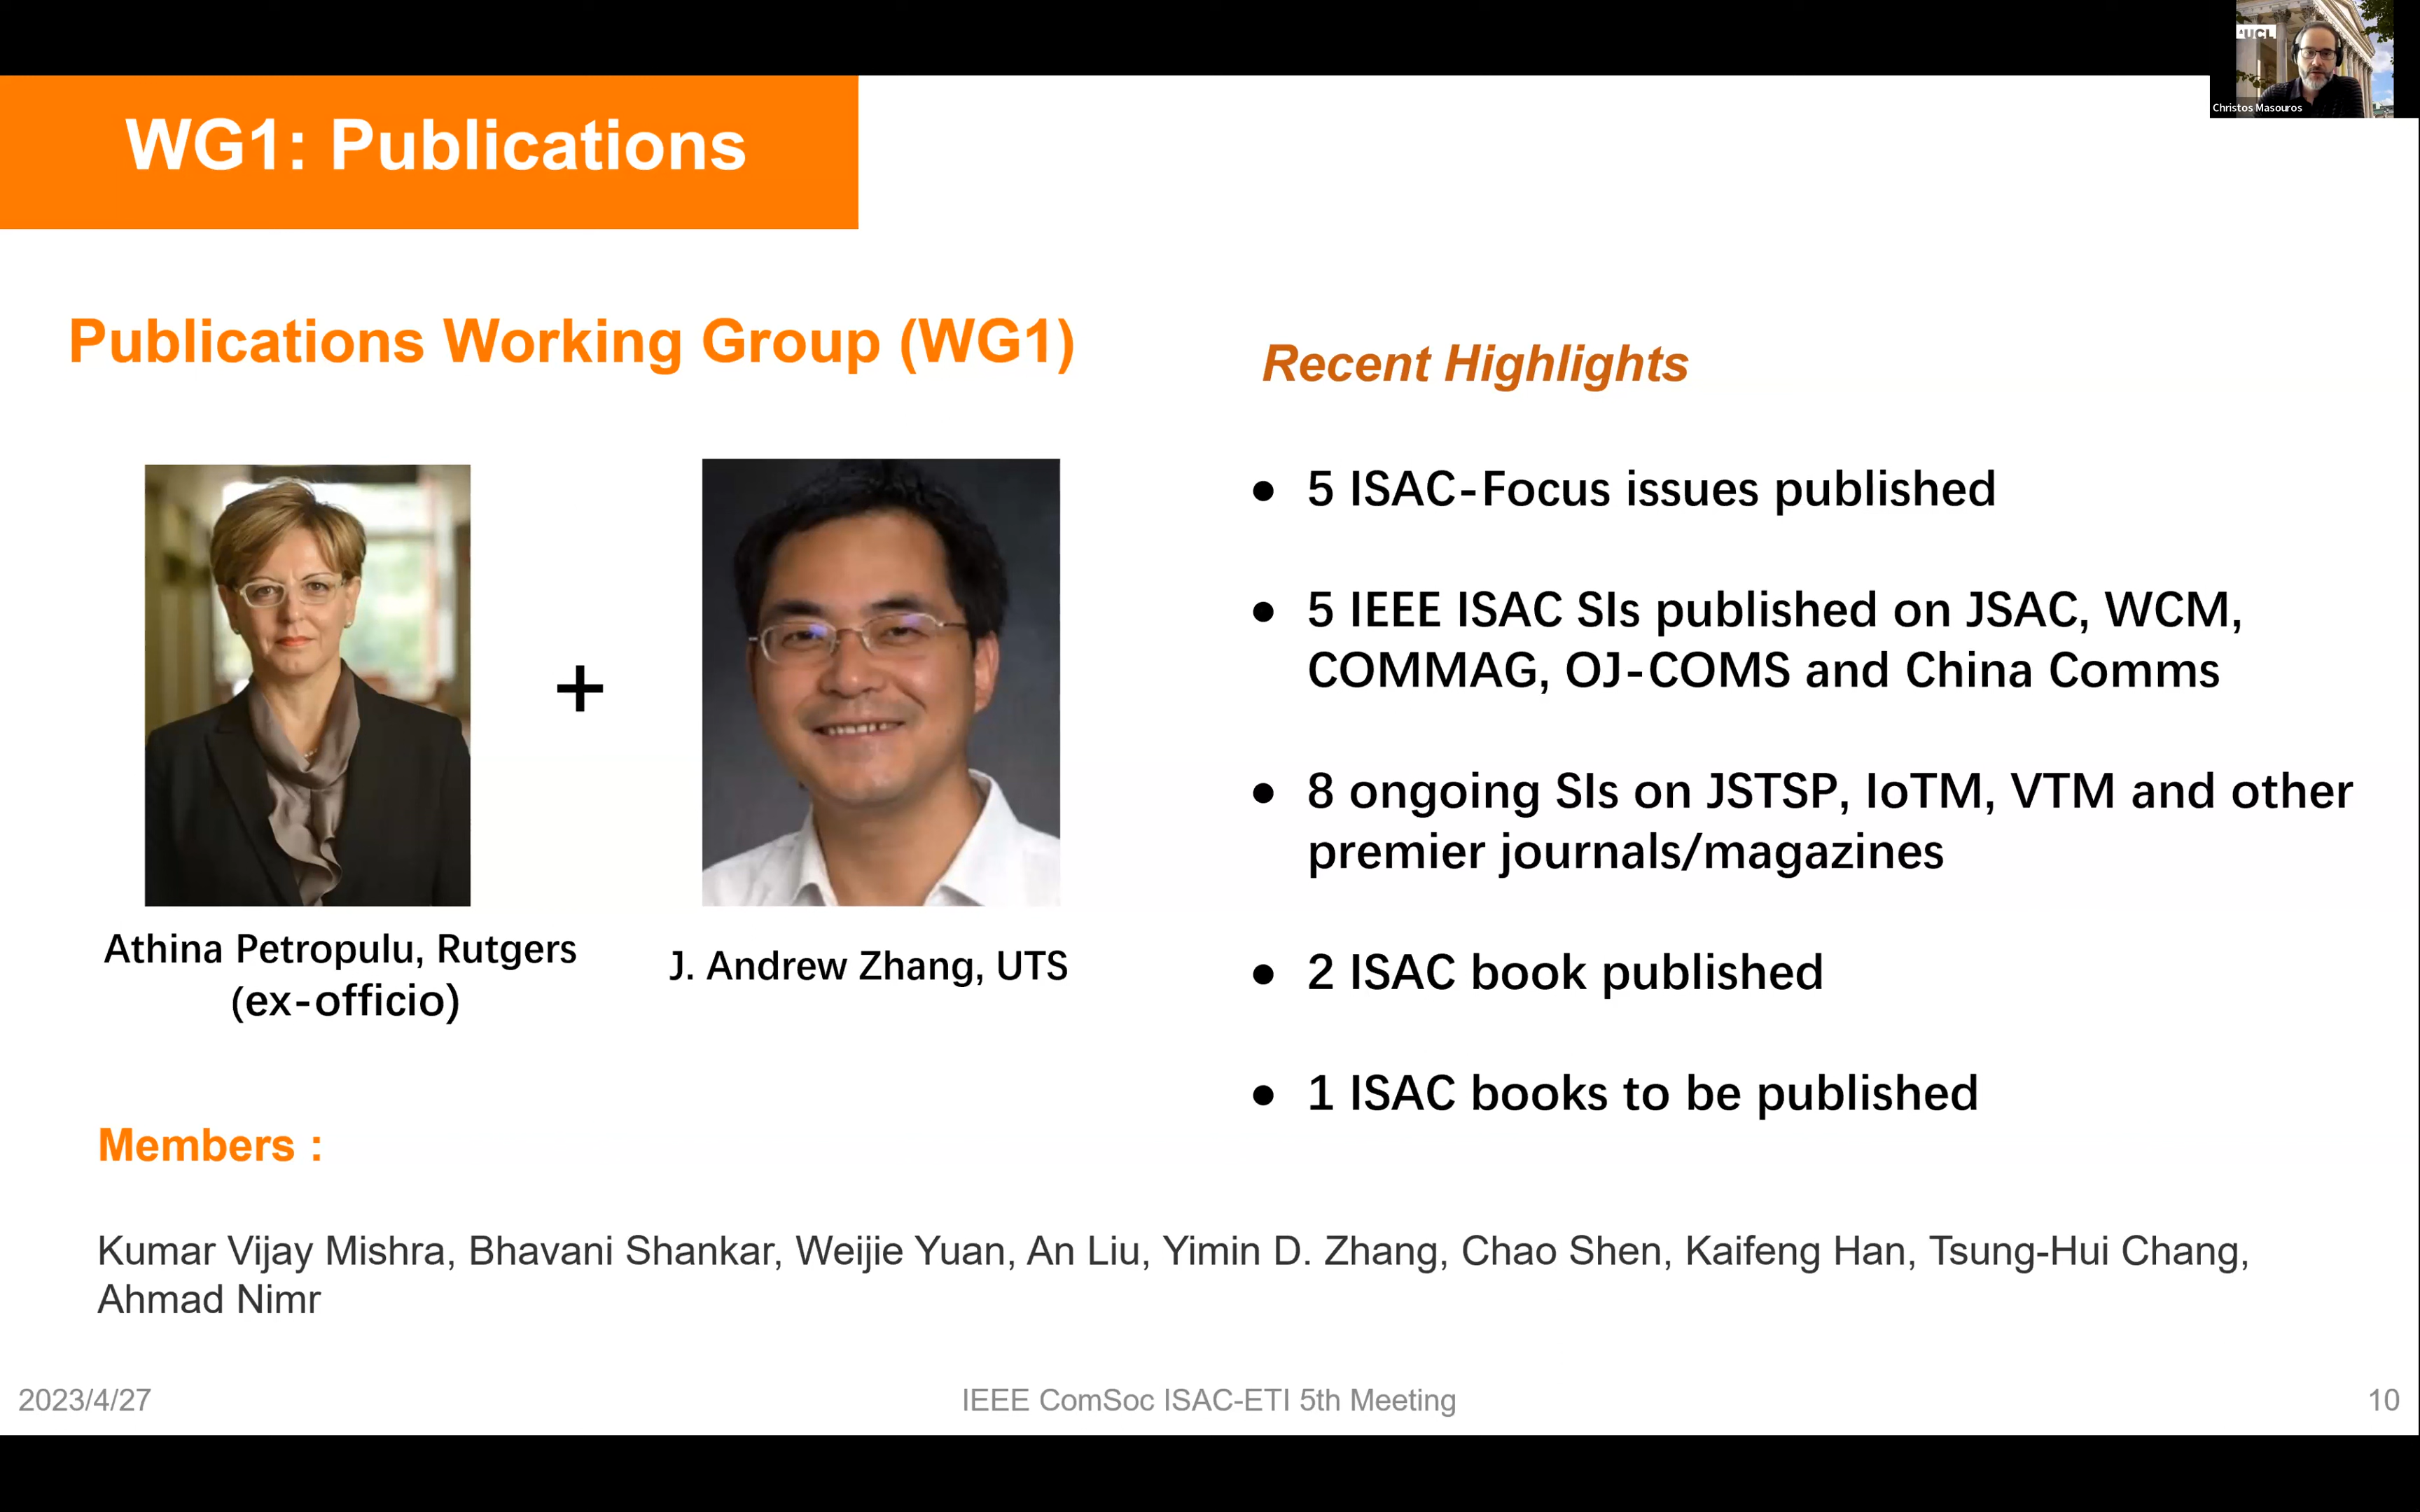 UCL
Christos Masouros
WG1: Publications
Publications Working Group (WG1)
Recent Highlights
● 5 ISAC-Focus issues published
● 5 IEEE ISAC SIs published on JSAC, WCM,
COMMAG, OJ-COMS and China Comms
● 8 ongoing SIs on JSTSP, IoTM, VTM and other
premier journals/magazines
● 2 ISAC book published
● 1 ISAC books to be published
+
Athina Petropulu, Rutgers
(ex-officio)
J. Andrew Zhang, UTS
Members :
Kumar Vijay Mishra, Bhavani Shankar, Weijie Yuan, An Liu, Yimin D. Zhang, Chao Shen, Kaifeng Han, Tsung-Hui Chang,
Ahmad Nimr
2023/4/27
IEEE ComSoc ISAC-ETI 5th Meeting
10